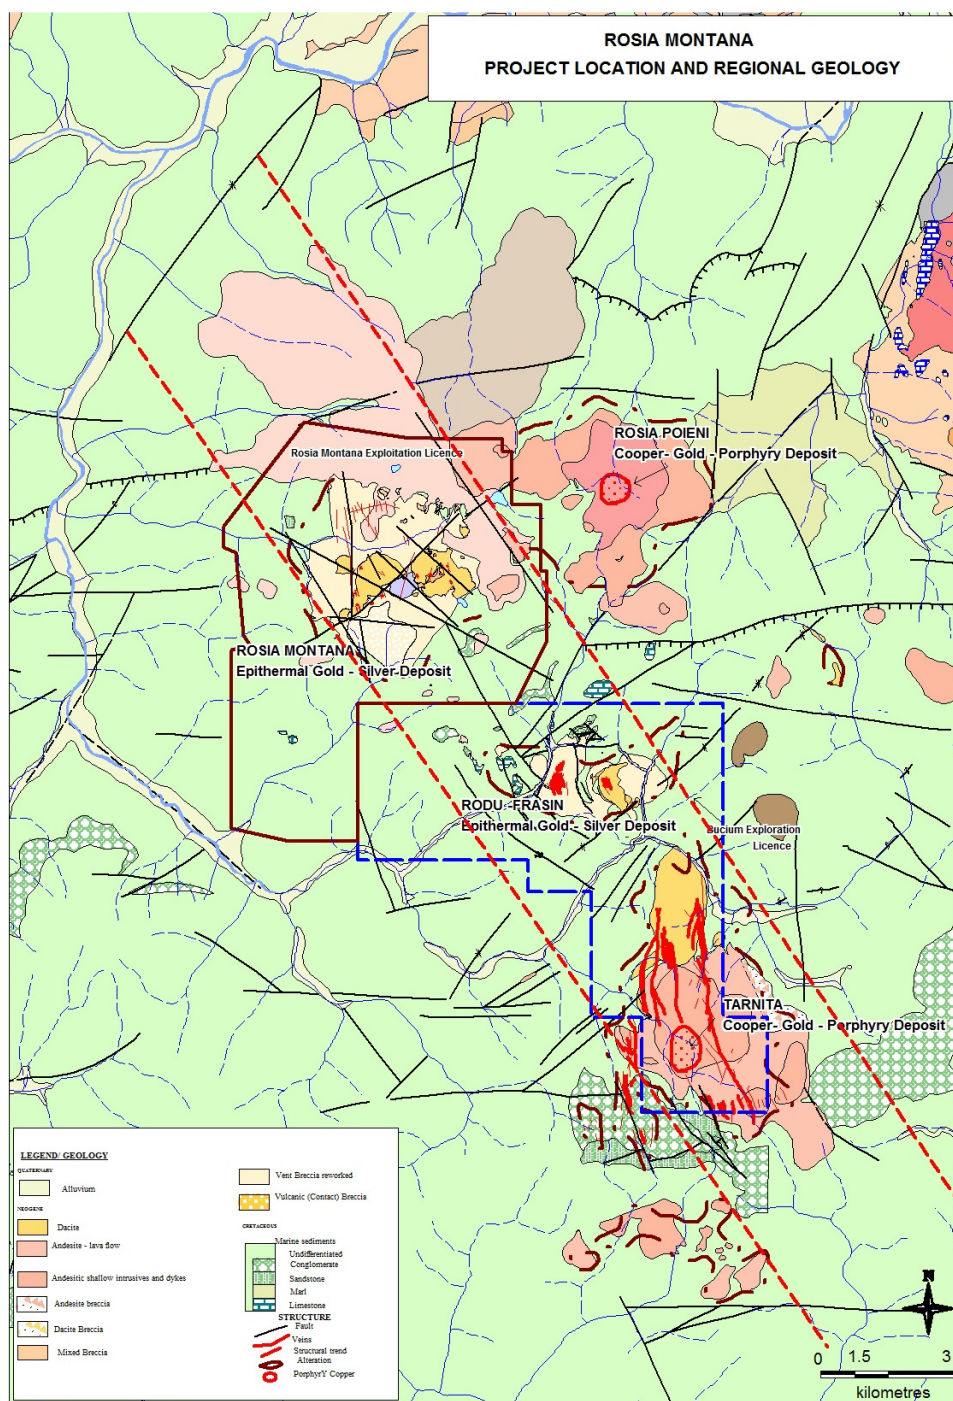 ROSIA MONTANA
PROJECT LOCATION AND REGIONAL GEOLOGY
ROSIA POIENI
Cooper- Gold - Porphyry Deposit
Rosia Montana Exploitation Licence
ROSIA MONTANA
Epithermal Gold - Silver Deposit
RODU- FRASIN
Epithermal Gold - Silver Deposit
Bucium Exploration
Licence
TARNITA
Cooper- Gold - Porphyry Deposit
LEGEND/ GEOLOGY
QUATERNARY
Alluvium
NEOGENE
Dacite
Andesite - lava flow
Andesitic shallow intrusives and dykes
Andesite breccia
Dacite Breccia
Mixed Breccia
Vent Breccia reworked
Vulcanic (Contact) Breccia
CRETACEOUS
Marine sediments
Undifferentiated
Conglomerate
Sandstone
Marl
Limestone
STRUCTURE
Fault
Veins
Structural trend
Alteration
PorphyrY Copper
N
0 1.5 3
kilometres